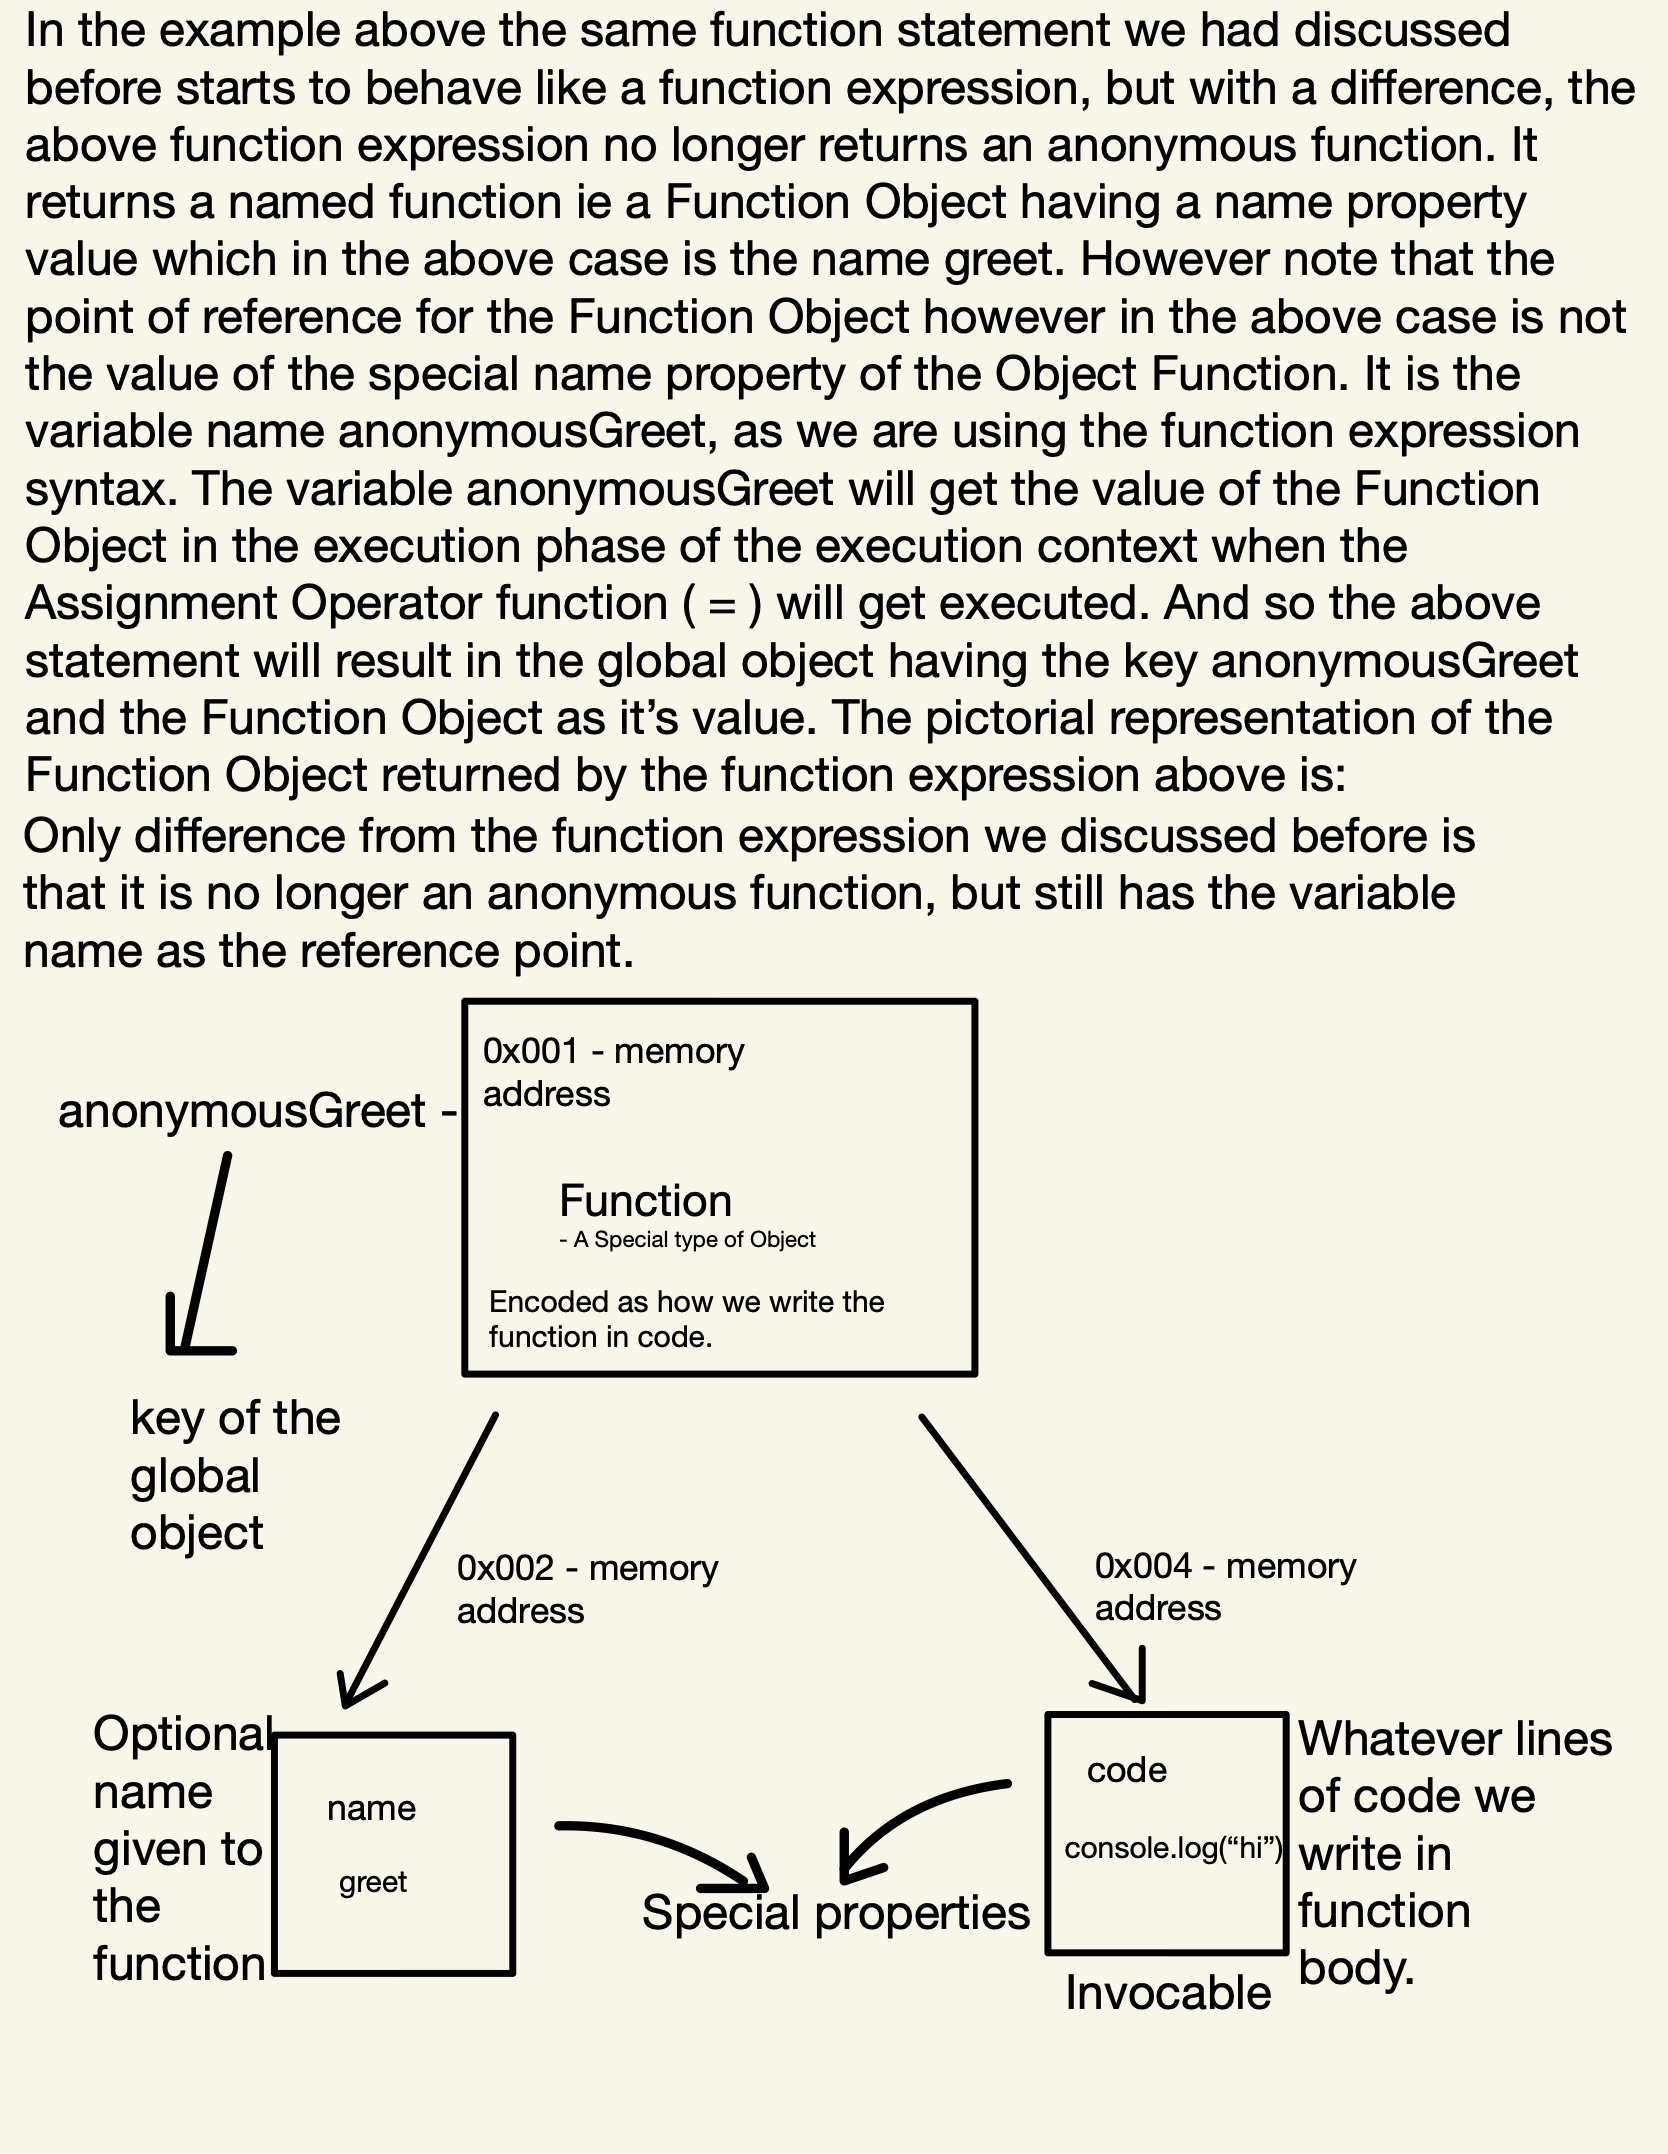 In the example above the same function statement we had discussed
before starts to behave like a function expression, but with a difference, the
above function expression no longer returns an anonymous function. It
returns a named function ie a Function Object having a name property
value which in the above case is the name greet. However note that the
point of reference for the Function Object however in the above case is not
the value of the special name property of the Object Function. It is the
variable name anonymousGreet, as we are using the function expression
syntax. The variable anonymousGreet will get the value of the Function
Object in the execution phase of the execution context when the
Assignment Operator function ( = ) will get executed. And so the above
statement will result in the global object having the key anonymousGreet
and the Function Object as it’s value. The pictorial representation of the
Function Object returned by the function expression above is:
Only difference from the function expression we discussed before is
that it is no longer an anonymous function, but still has the variable
name as the reference point.
0x001 - memory
address
anonymousGreet -
Function
- A Special type of Object
Encoded as how we write the
function in code.
key of the
global
object
0x002 - memory
address
0x004 - memory
address
Optional
name
given to
the
function
name
greet
Special properties
code
console.log(“hi”)
Invocable
Whatever lines
of code we
write in
function
body.